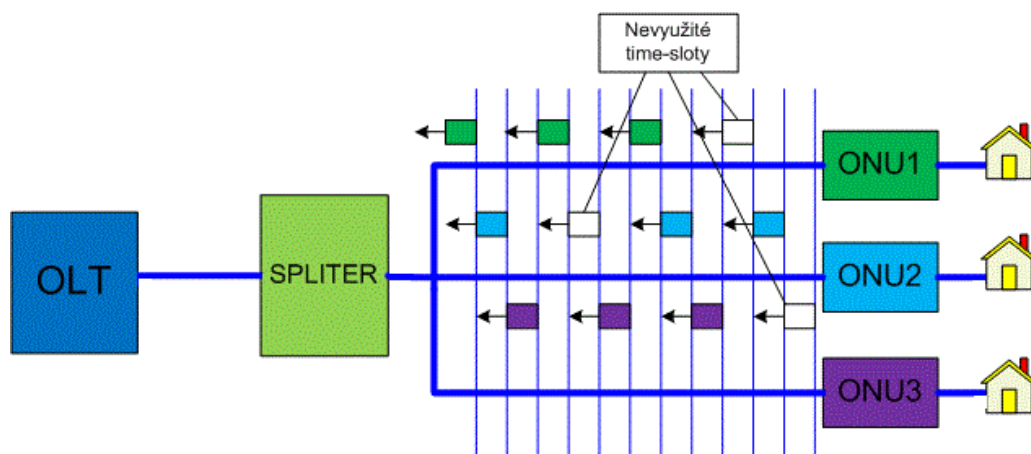 Nevyužité
time-sloty
ONU1
OLT
SPLITER
ONU2
ONU3